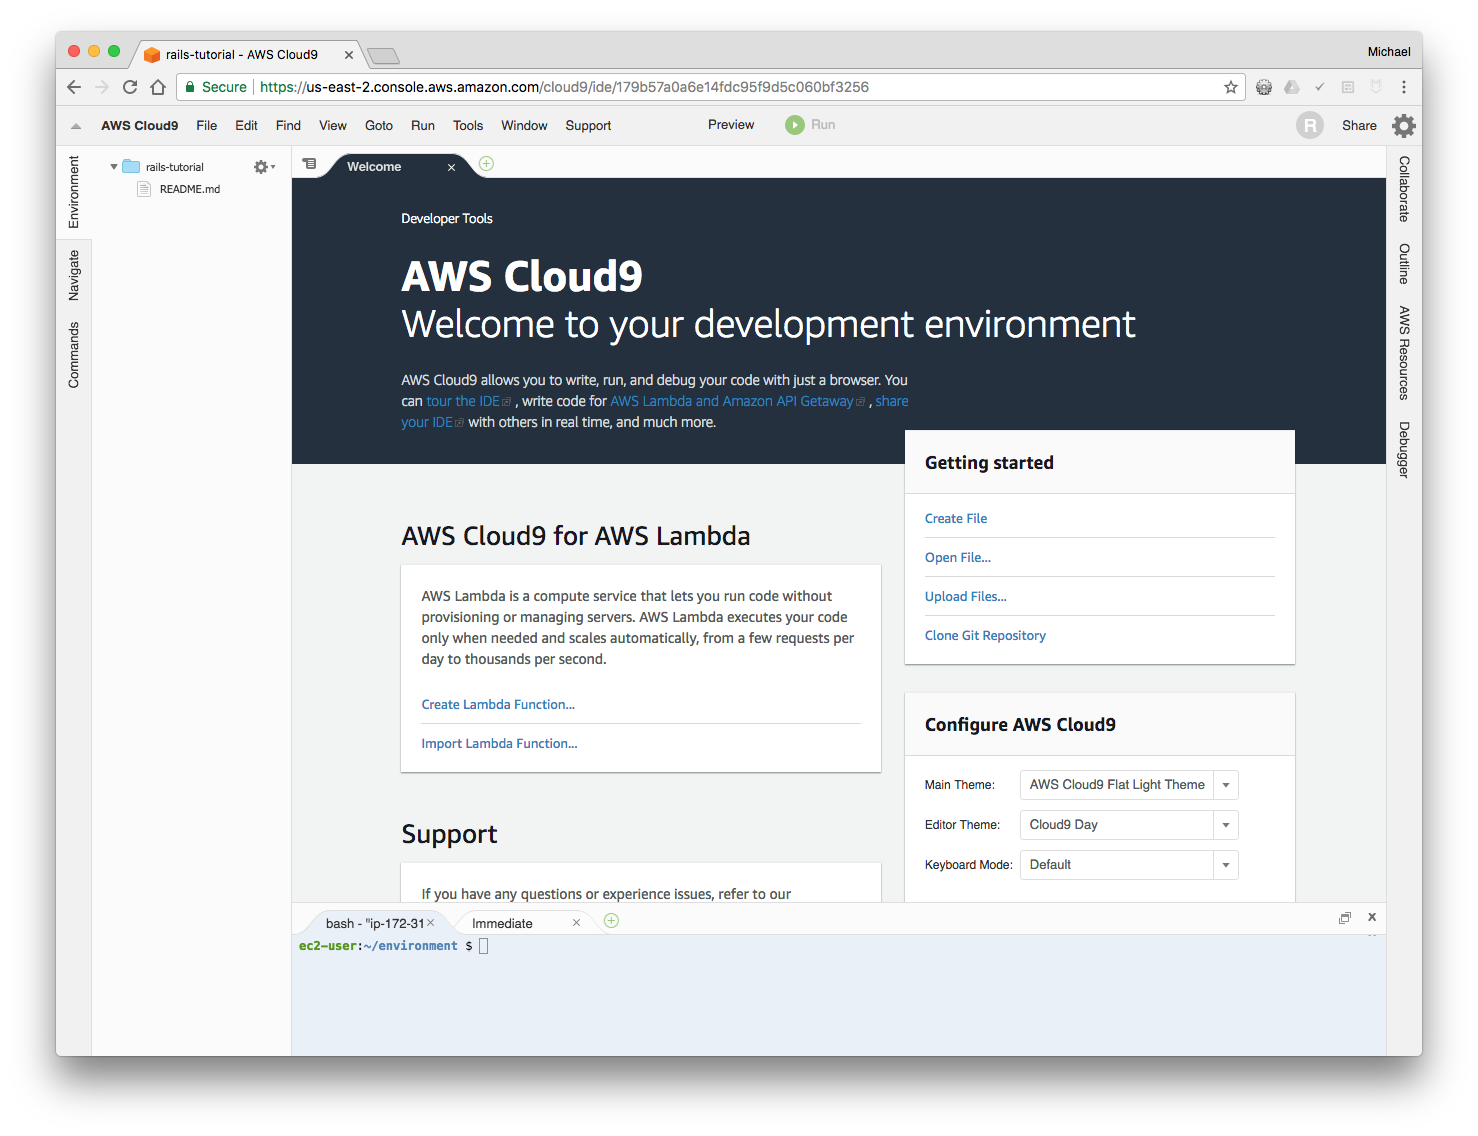 rails-tutorial - AWS Cloud9
Michael
Secure
https://us-east-2.console.aws.amazon.com/cloud9/ide/179b57a0a6e14fdc95f9d5c060bf3256
AWS Cloud9 File Edit Find View Goto Run Tools Window Support Preview Run R Share
Environment
Navigate
Commands
rails-tutorial
README.md
Welcome
Developer Tools
AWS Cloud9
Welcome to your development environment
AWS Cloud9 allows you to write, run, and debug your code with just a browser. You
can tour the IDE , write code for AWS Lambda and Amazon API Getaway , share
your IDE with others in real time, and much more.
AWS Cloud9 for AWS Lambda
AWS Lambda is a compute service that lets you run code without
provisioning or managing servers. AWS Lambda executes your code
only when needed and scales automatically, from a few requests per
day to thousands per second.
Create Lambda Function...
Import Lambda Function...
Support
If you have any questions or experience issues, refer to our
Getting started
Create File
Open File...
Upload Files...
Clone Git Repository
Configure AWS Cloud9
Main Theme: AWS Cloud9 Flat Light Theme
Editor Theme: Cloud9 Day
Keyboard Mode: Default
Collaborate
Outline
AWS Resources
Debugger
bash - "ip-172-31
Immediate
ec2-user:~/environment $